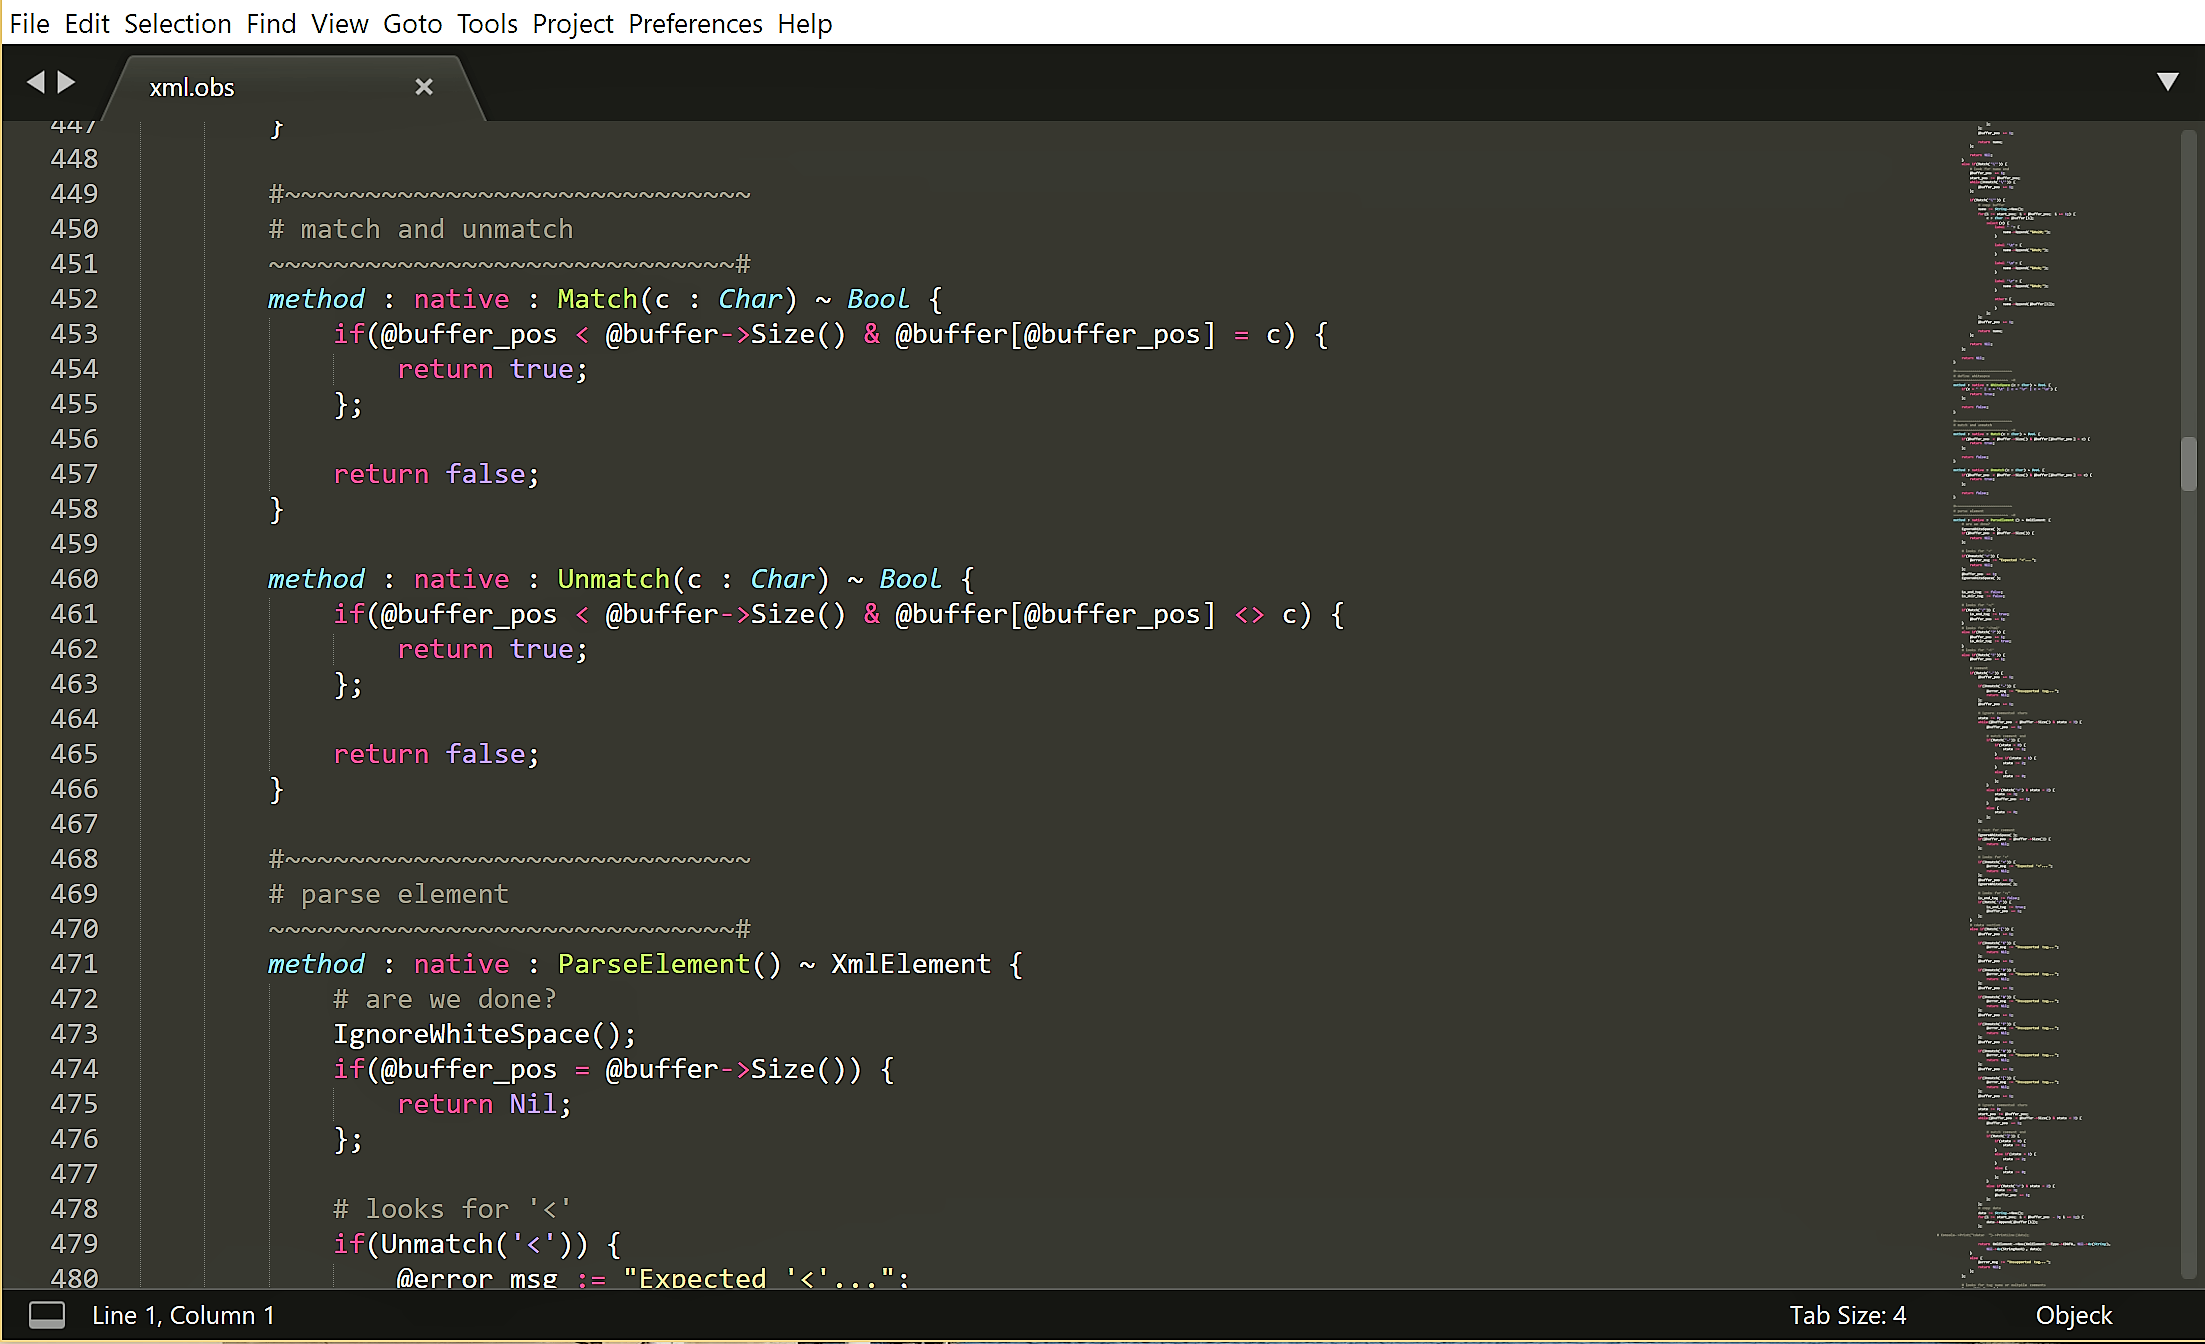 File Edit Selection Find View Goto Tools Project Preferences Help
xml.obs
447 }
448
449 #~~~~~~~~~~~~~~~~~~~~~~~~~~~~~
450 # match and unmatch
451 ~~~~~~~~~~~~~~~~~~~~~~~~~~~~~#
452 method : native : Match(c : Char) ~ Bool {
453 if(@buffer_pos < @buffer->Size() & @buffer[@buffer_pos] = c) {
454 return true;
455 };
456
457 return false;
458 }
459
460 method : native : Unmatch(c : Char) ~ Bool {
461 if(@buffer_pos < @buffer->Size() & @buffer[@buffer_pos] <> c) {
462 return true;
463 };
464
465 return false;
466 }
467
468 #~~~~~~~~~~~~~~~~~~~~~~~~~~~~~
469 # parse element
470 ~~~~~~~~~~~~~~~~~~~~~~~~~~~~~#
471 method : native : ParseElement() ~ XmlElement {
472 # are we done?
473 IgnoreWhiteSpace();
474 if(@buffer_pos = @buffer->Size()) {
475 return Nil;
476 };
477
478 # looks for '<'
479 if(Unmatch('<')) {
480 @error_msg := "Expected '<'...";
Line 1, Column 1
Tab Size: 4
Objeck